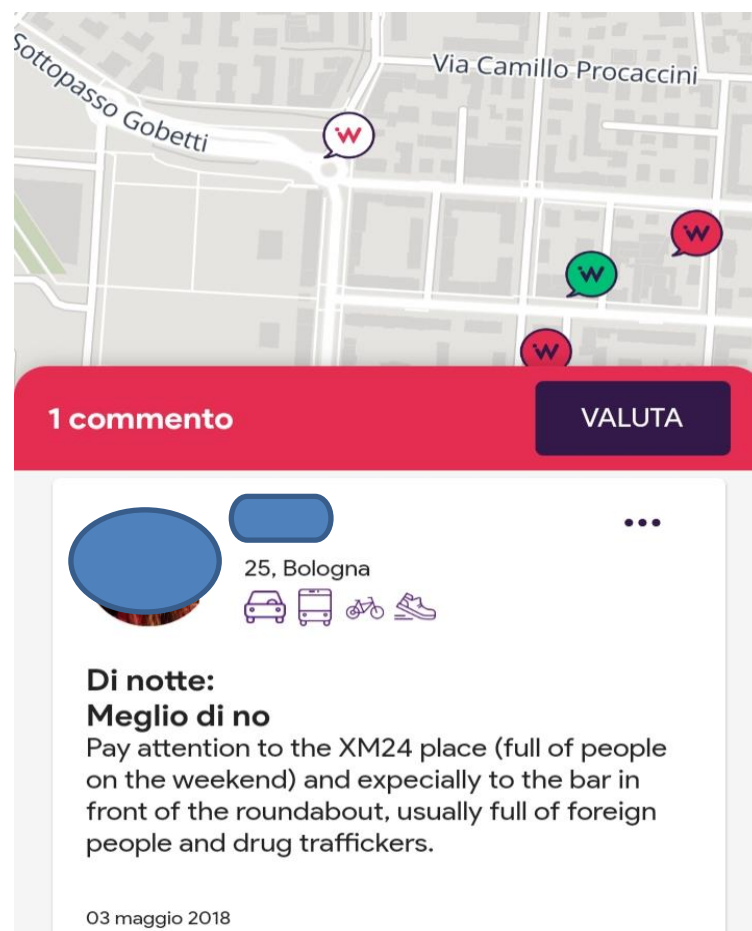 Sottopasso Gobetti
Via Camillo Procaccini
W
W
W
W
1 commento
VALUTA
25, Bologna
Di notte:
Meglio di no
Pay attention to the XM24 place (full of people
on the weekend) and expecially to the bar in
front of the roundabout, usually full of foreign
people and drug traffickers.
03 maggio 2018